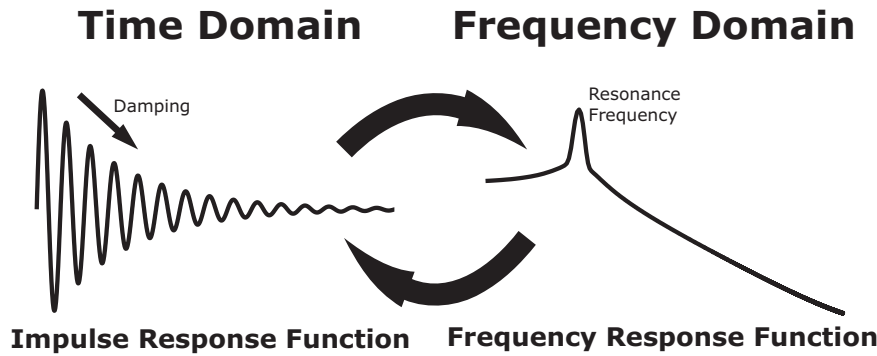 Time Domain
Frequency Domain
Damping
Resonance
Frequency
Impulse Response Function
Frequency Response Function